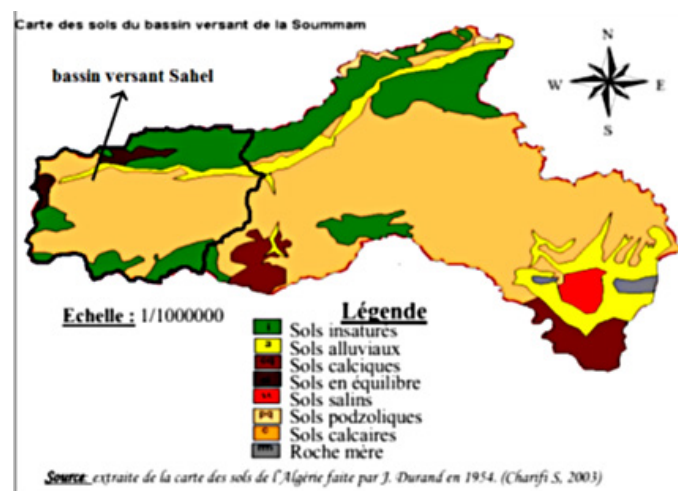 Carte des sols du bassin versant de la Soummam
bassin versant Sahel
N
W E
S
Echelle : 1/1000000
Légende
Sols insaturés
Sols alluviaux
Sols calciques
Sols en équilibre
Sols salins
Sols podzoliques
Sols calcaires
Roche mère
Source: extraite de la carte des sols de l'Algérie faite par J. Durand en 1954. (Charifi S, 2003)